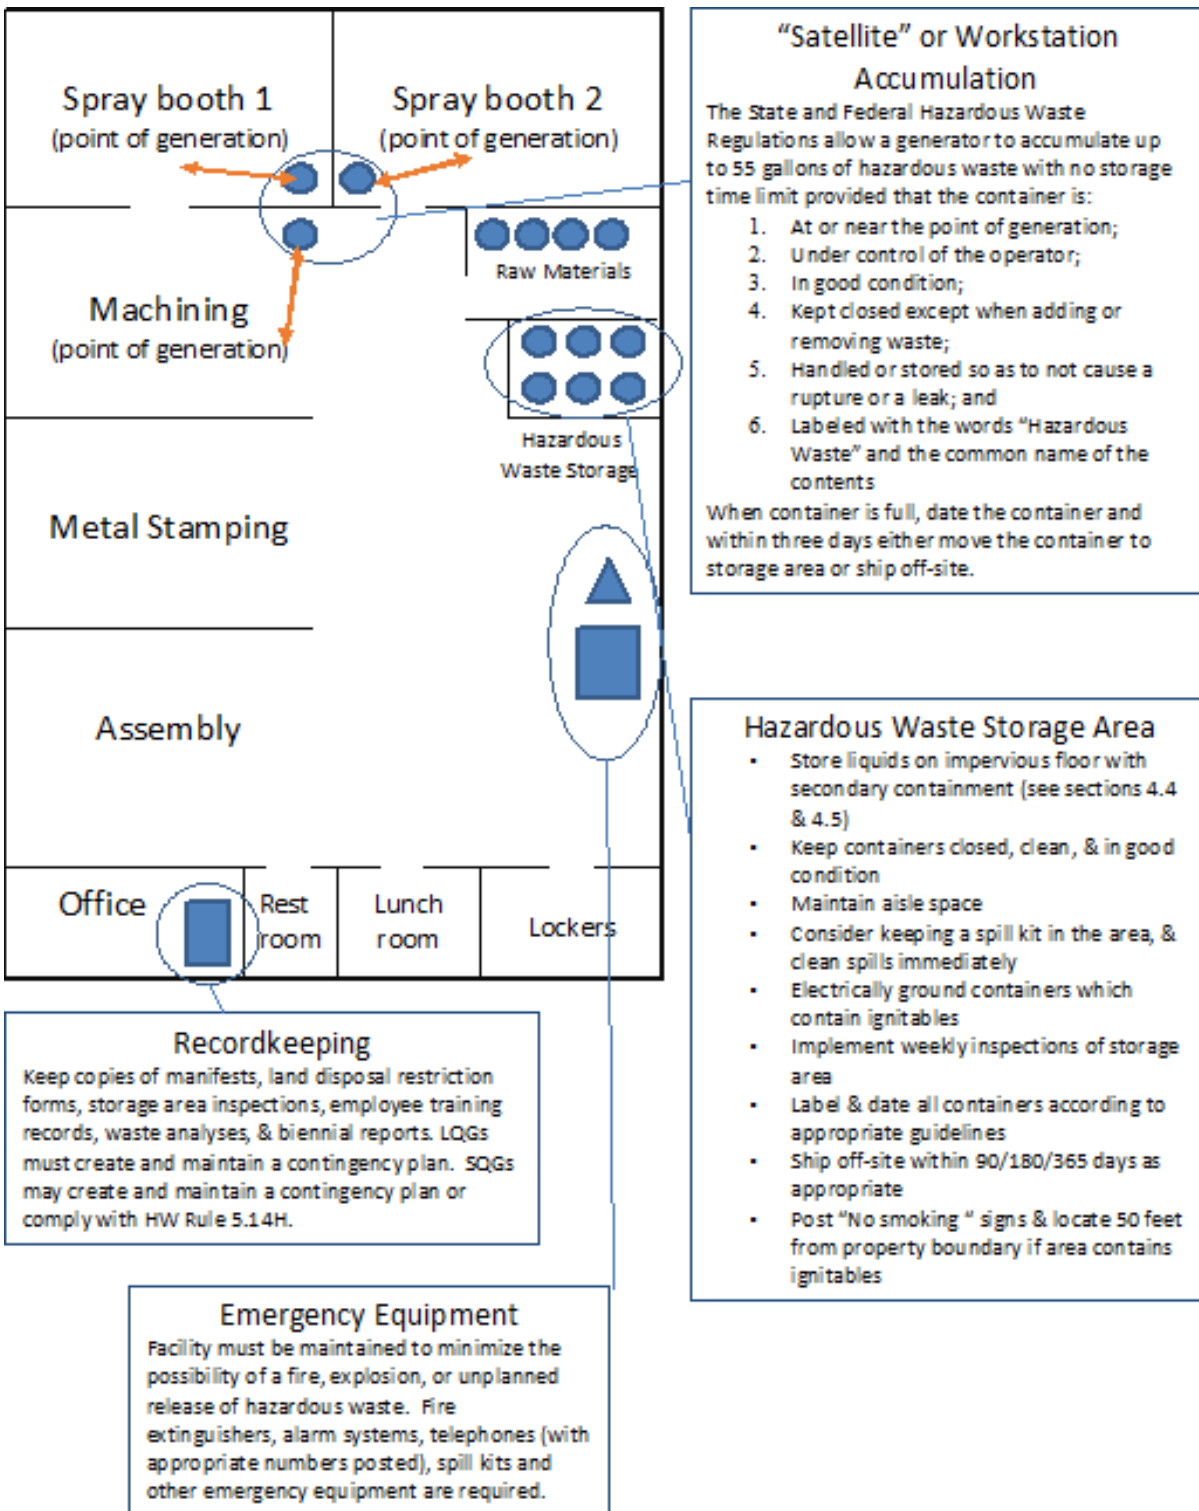 Spray booth 1
(point of generation)
Spray booth 2
(point of generation)
Raw Materials
Machining
(point of generation)
Hazardous
Waste Storage
Metal Stamping
Assembly
Office
Rest
room
Lunch
room
Lockers
“Satellite” or Workstation
Accumulation
The State and Federal Hazardous Waste
Regulations allow a generator to accumulate up
to 55 gallons of hazardous waste with no storage
time limit provided that the container is:
1. At or near the point of generation;
2. Under control of the operator;
3. In good condition;
4. Kept closed except when adding or
removing waste;
5. Handled or stored so as to not cause a
rupture or a leak; and
6. Labeled with the words “Hazardous
Waste” and the common name of the
contents
When container is full, date the container and
within three days either move the container to
storage area or ship off-site.
Hazardous Waste Storage Area
▪ Store liquids on impervious floor with
secondary containment (see sections 4.4
& 4.5)
▪ Keep containers closed, clean, & in good
condition
▪ Maintain aisle space
▪ Consider keeping a spill kit in the area, &
clean spills immediately
▪ Electrically ground containers which
contain ignitables
▪ Implement weekly inspections of storage
area
▪ Label & date all containers according to
appropriate guidelines
▪ Ship off-site within 90/180/365 days as
appropriate
▪ Post “No smoking “ signs & locate 50 feet
from property boundary if area contains
ignitables
Recordkeeping
Keep copies of manifests, land disposal restriction
forms, storage area inspections, employee training
records, waste analyses, & biennial reports. LQGs
must create and maintain a contingency plan. SQGs
may create and maintain a contingency plan or
comply with HW Rule 5.14H.
Emergency Equipment
Facility must be maintained to minimize the
possibility of a fire, explosion, or unplanned
release of hazardous waste. Fire
extinguishers, alarm systems, telephones (with
appropriate numbers posted), spill kits and
other emergency equipment are required.